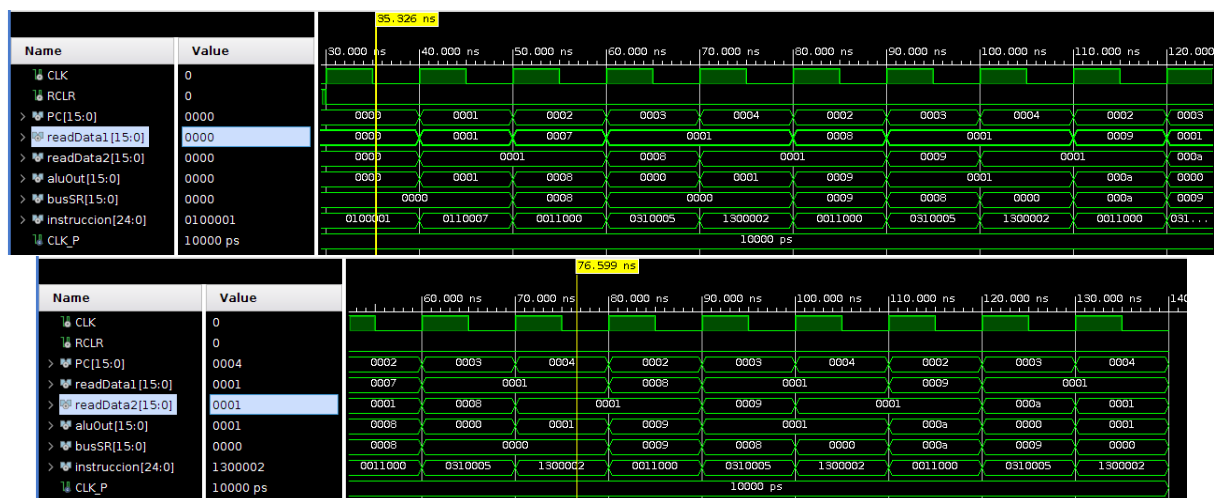 35.326 ns
Name Value 30.000 ns 40.000 ns 50.000 ns 60.000 ns 70.000 ns 80.000 ns 90.000 ns 100.000 ns 110.000 ns 120.000
CLK 0
RCLR 0
PC[15:0] 0000 0000 0001 0002 0003 0004 0002 0003 0004 0002 0003
readData1[15:0] 0000 0000 0001 0007 0001 0008 0001 0009 0001
readData2[15:0] 0000 0000 0001 0008 0001 0009 0001 000a
aluOut[15:0] 0000 0000 0001 0008 0000 0001 0009 0001 000a 0000
busSR[15:0] 0000 0000 0008 0000 0009 0008 0000 000a 0009
instruccion[24:0] 0100001 0100001 0110007 0011000 0310005 1300002 0011000 0310005 1300002 0011000 031...
CLK_P 10000 ps 10000 ps
76.599 ns
Name Value 60.000 ns 70.000 ns 80.000 ns 90.000 ns 100.000 ns 110.000 ns 120.000 ns 130.000 ns 140
CLK 0
RCLR 0
PC[15:0] 0004 0002 0003 0004 0002 0003 0004 0002 0003 0004
readData1[15:0] 0001 0007 0001 0008 0001 0009 0001
readData2[15:0] 0001 0001 0008 0001 0009 0001 000a 0001
aluOut[15:0] 0001 0008 0000 0001 0009 0001 000a 0000 0001
busSR[15:0] 0000 0008 0000 0009 0008 0000 000a 0009 0000
instruccion[24:0] 1300002 0011000 0310005 1300002 0011000 0310005 1300002 0011000 0310005 1300002
CLK_P 10000 ps 10000 ps